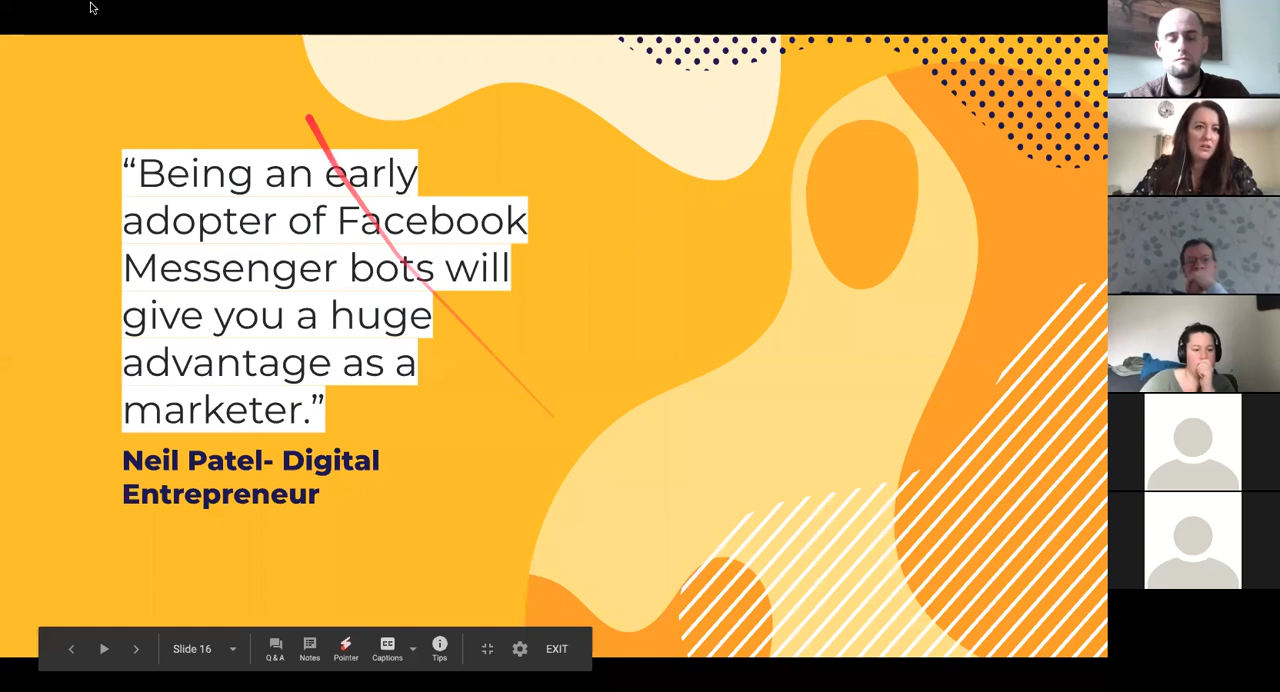 “Being an early
adopter of Facebook
Messenger bots will
give you a huge
advantage as a
marketer.”
Neil Patel- Digital
Entrepreneur
Slide 16
Q & A
Notes
Pointer
CC
Captions
Tips
EXIT